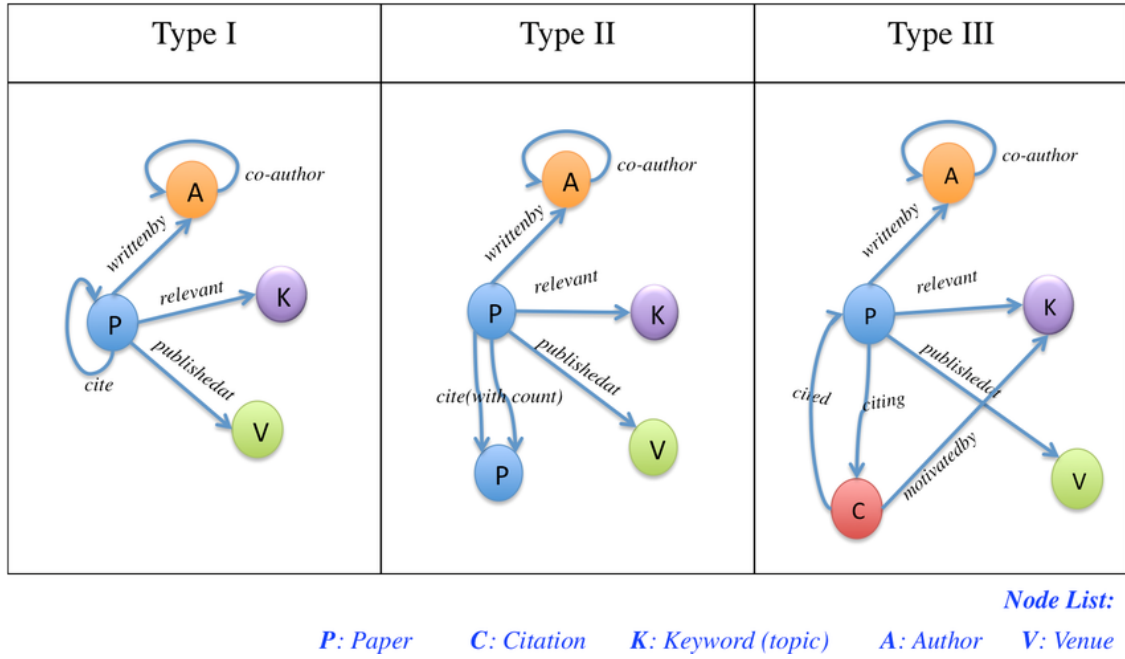 Type I
Type II
Type III
A
co-author
writtenby
relevant
K
P
cite
publishedat
V
A
co-author
writtenby
relevant
P
K
cite(with count)
publishedat
V
P
A
co-author
writtenby
relevant
P
K
cited
citing
publishedat
motivatedby
V
C
Node List:
P: Paper C: Citation K: Keyword (topic) A: Author V: Venue